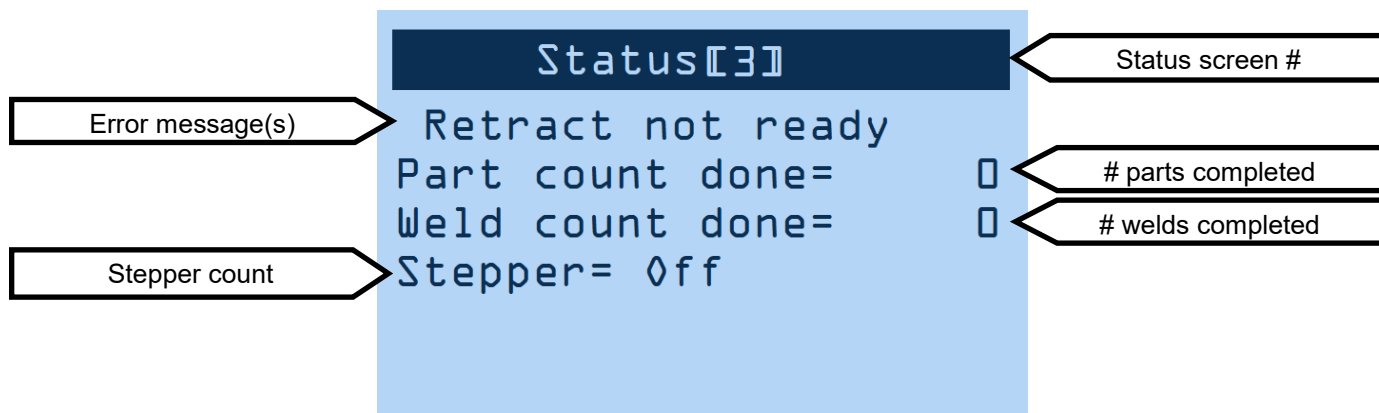 Status[3]
Status screen #
Error message(s)
Retract not ready
Part count done= 0
# parts completed
Weld count done= 0
# welds completed
Stepper count
Stepper= Off